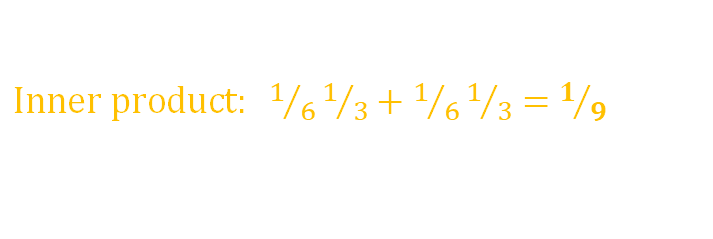 Inner product: 1/6 1/3 + 1/6 1/3 = 1/9